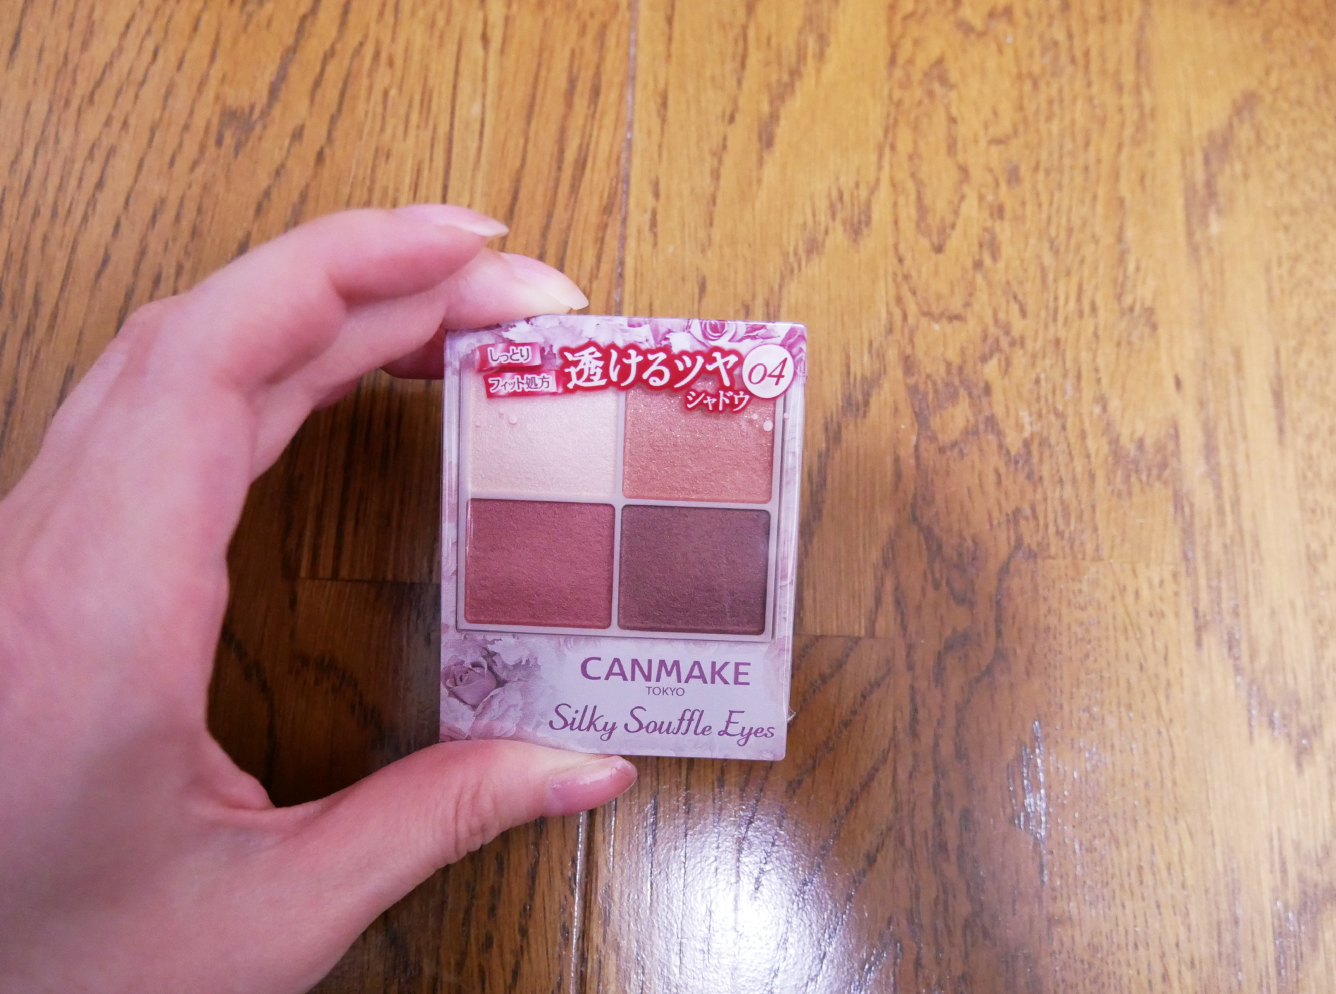 しっとり
フィット処方
透けるツヤ
シャドウ
04
CANMAKE
TOKYO
Silky Souffle Eyes